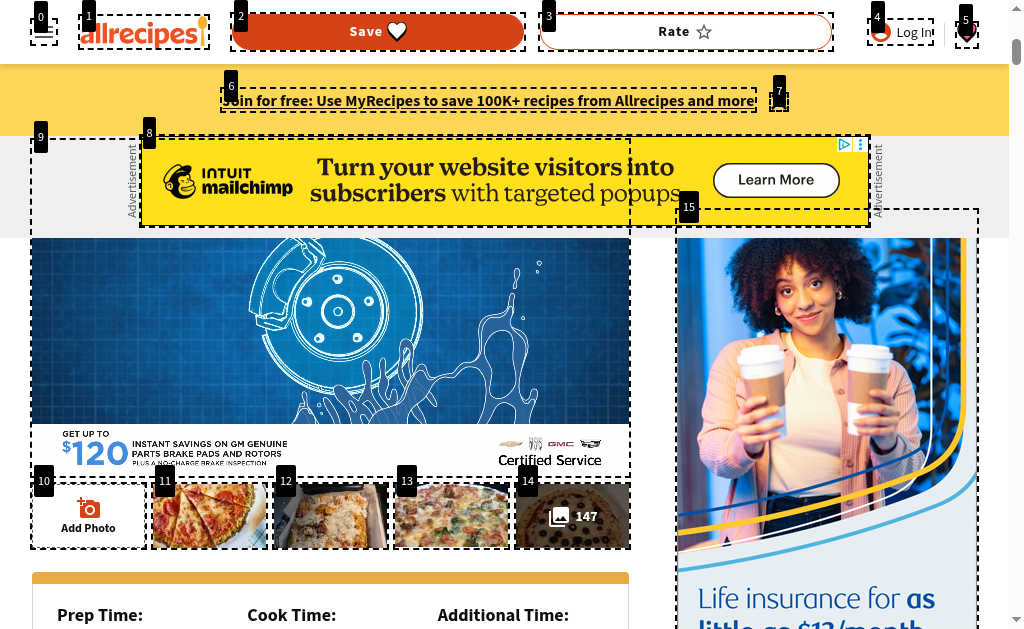 0
1
2
3
4
5
allrecipes
Save
Rate
Log In
6
7
Join for free: Use MyRecipes to save 100K+ recipes from Allrecipes and more
8
9
Advertisement
INTUIT
mailchimp
Turn your website visitors into
subscribers with targeted popups
Learn More
Advertisement
15
GET UP TO
$120
INSTANT SAVINGS ON GM GENUINE
PARTS BRAKE PADS AND ROTORS
PLUS A NO-CHARGE BRAKE INSPECTION
GMC
Certified Service
10
11
12
13
14
Add Photo
147
Life insurance for as
little as $12/month
Prep Time:
Cook Time:
Additional Time: